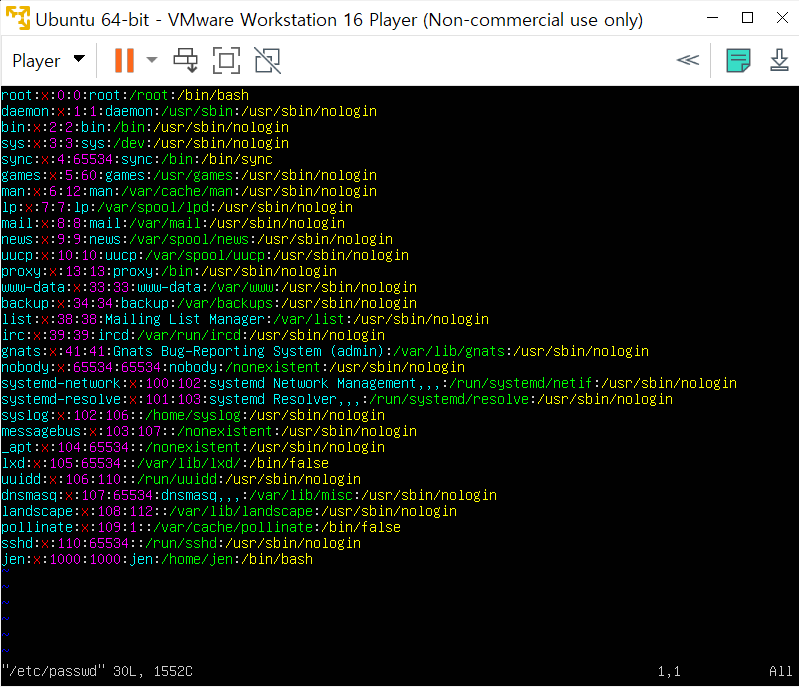 Ubuntu 64-bit - VMware Workstation 16 Player (Non-commercial use only)
Player
root:x:0:0:root:/root:/bin/bash
daemon:x:1:1:daemon:/usr/sbin:/usr/sbin/nologin
bin:x:2:2:bin:/bin:/usr/sbin/nologin
sys:x:3:3:sys:/dev:/usr/sbin/nologin
sync:x:4:65534:sync:/bin:/bin/sync
games:x:5:60:games:/usr/games:/usr/sbin/nologin
man:x:6:12:man:/var/cache/man:/usr/sbin/nologin
lp:x:7:7:lp:/var/spool/lpd:/usr/sbin/nologin
mail:x:8:8:mail:/var/mail:/usr/sbin/nologin
news:x:9:9:news:/var/spool/news:/usr/sbin/nologin
uucp:x:10:10:uucp:/var/spool/uucp:/usr/sbin/nologin
proxy:x:13:13:proxy:/bin:/usr/sbin/nologin
www-data:x:33:33:www-data:/var/www:/usr/sbin/nologin
backup:x:34:34:backup:/var/backups:/usr/sbin/nologin
list:x:38:38:Mailing List Manager:/var/list:/usr/sbin/nologin
irc:x:39:39:ircd:/var/run/ircd:/usr/sbin/nologin
gnats:x:41:41:Gnats Bug-Reporting System (admin):/var/lib/gnats:/usr/sbin/nologin
nobody:x:65534:65534:nobody:/nonexistent:/usr/sbin/nologin
systemd-network:x:100:102:systemd Network Management,,,:/run/systemd/netif:/usr/sbin/nologin
systemd-resolve:x:101:103:systemd Resolver,,,:/run/systemd/resolve:/usr/sbin/nologin
syslog:x:102:106::/home/syslog:/usr/sbin/nologin
messagebus:x:103:107::/nonexistent:/usr/sbin/nologin
_apt:x:104:65534::/nonexistent:/usr/sbin/nologin
lxd:x:105:65534::/var/lib/lxd/:/bin/false
uuidd:x:106:110::/run/uuidd:/usr/sbin/nologin
dnsmasq:x:107:65534:dnsmasq,,,:/var/lib/misc:/usr/sbin/nologin
landscape:x:108:112::/var/lib/landscape:/usr/sbin/nologin
pollinate:x:109:1::/var/cache/pollinate:/bin/false
sshd:x:110:65534::/run/sshd:/usr/sbin/nologin
jen:x:1000:1000:jen:/home/jen:/bin/bash
~
~
~
~
~
~
"/etc/passwd" 30L, 1552C 1,1 All